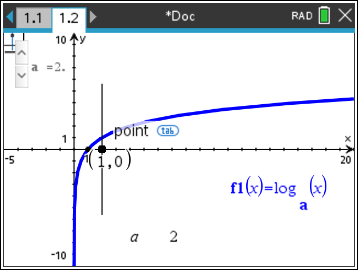 1.1 1.2 *Doc RAD
10 y
a =2.
point tab
1 x
-5 1 (1,0) 20
f1(x)=log a (x)
a 2
-10